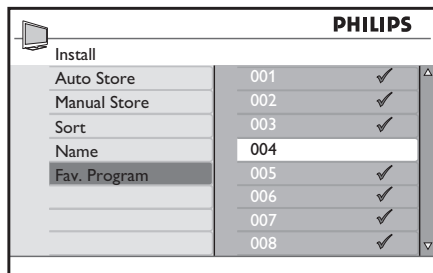 PHILIPS
Install
Auto Store 001 ✓
Manual Store 002 ✓
Sort 003 ✓
Name 004
Fav. Program 005 ✓
006 ✓
007 ✓
008 ✓